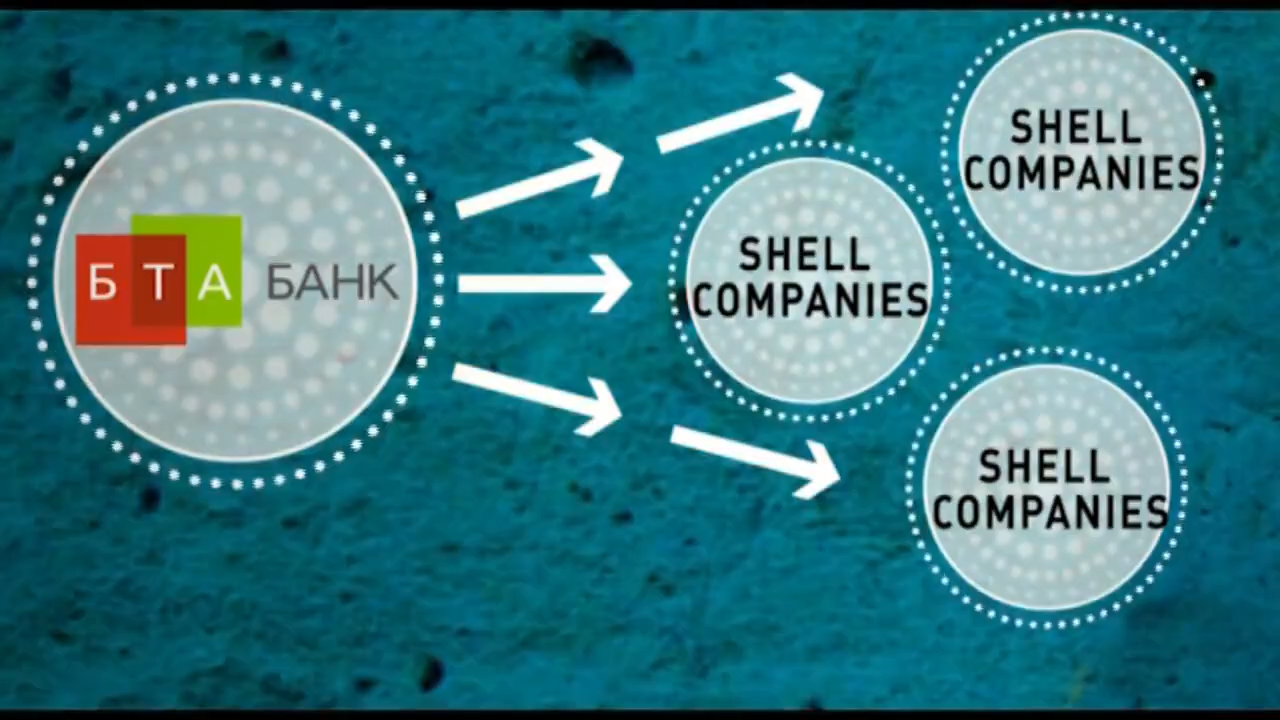 БТА БАНК
SHELL
COMPANIES
SHELL
COMPANIES
SHELL
COMPANIES